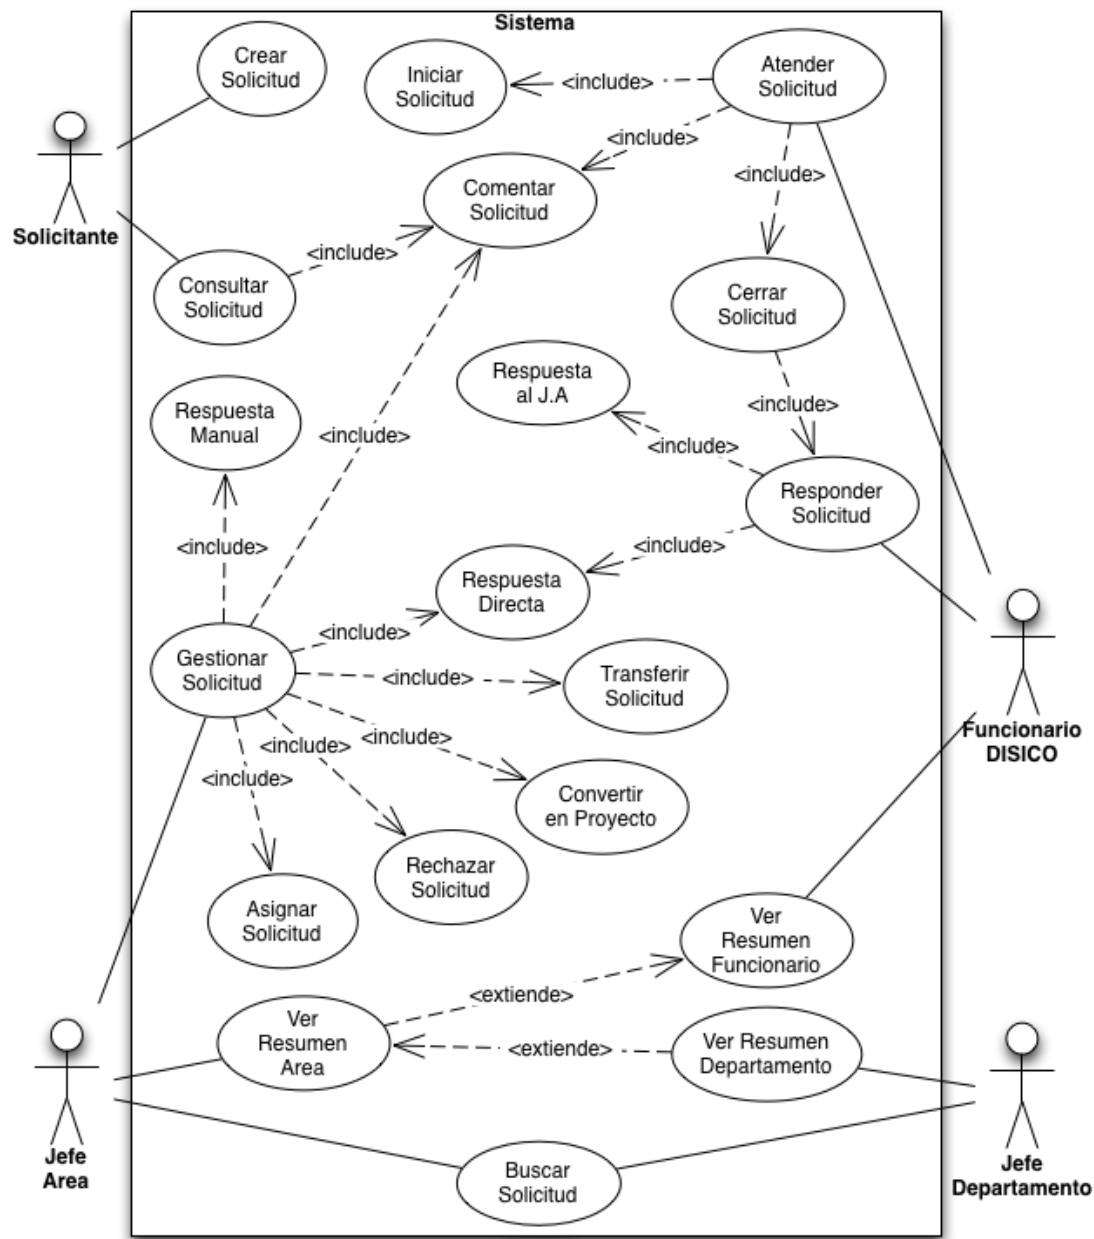 Sistema
Crear
Solicitud
Iniciar
Solicitud
<include>
Atender
Solicitud
<include>
<include>
Comentar
Solicitud
Solicitante
<include>
Consultar
Solicitud
Cerrar
Solicitud
Respuesta
al J.A
Respuesta
Manual
<include>
<include>
<include>
Responder
Solicitud
<include>
<include>
Respuesta
Directa
<include>
Gestionar
Solicitud
<include>
Transferir
Solicitud
Funcionario
DISICO
<include>
<include>
<include>
Convertir
en Proyecto
Rechazar
Solicitud
Asignar
Solicitud
Ver
Resumen
Funcionario
<extiende>
Ver
Resumen
Area
<extiende>
Ver Resumen
Departamento
Jefe
Area
Buscar
Solicitud
Jefe
Departamento